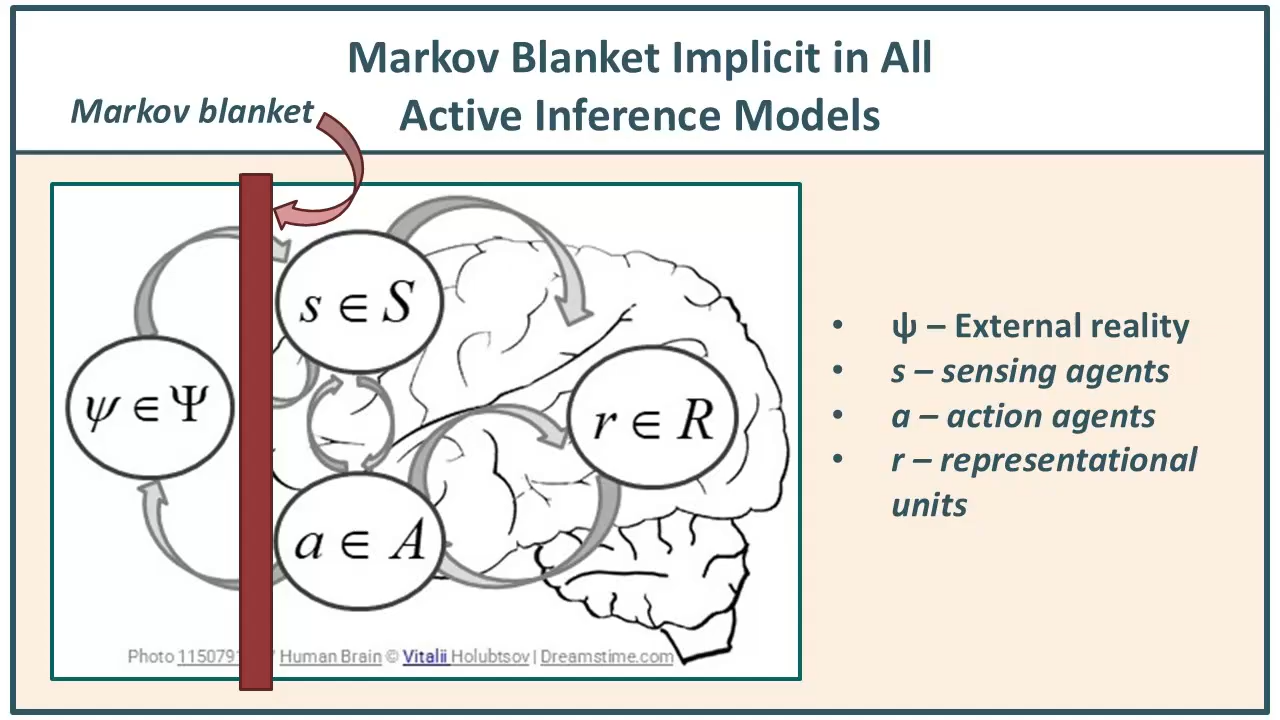 Markov Blanket Implicit in All
Active Inference Models
Markov blanket
s ∈ S
ψ ∈ Ψ
r ∈ R
a ∈ A
• ψ – External reality
• s – sensing agents
• a – action agents
• r – representational
units
Photo Human Brain © Vitalii Holubtsov | Dreamstime.com